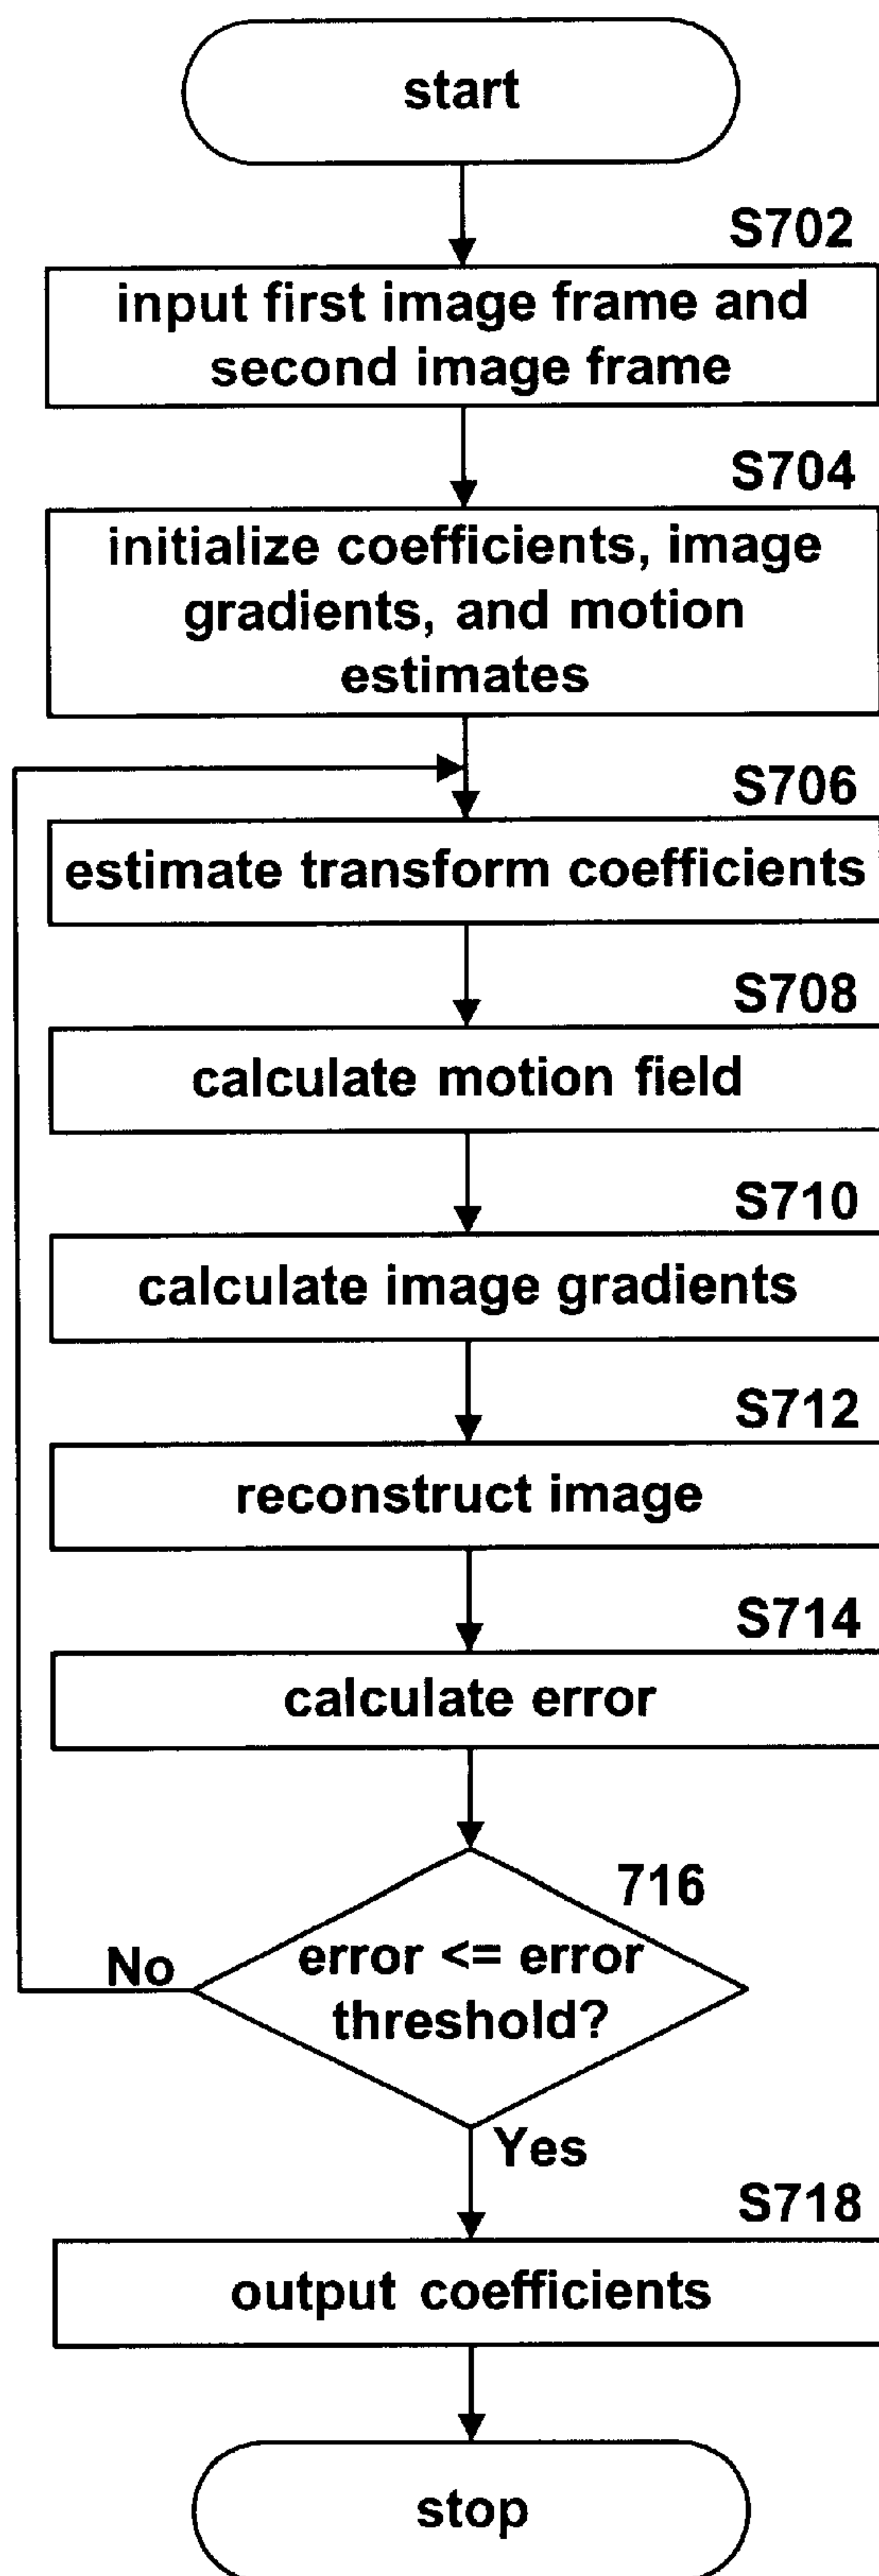 start
S702
input first image frame and
second image frame
S704
initialize coefficients, image
gradients, and motion
estimates
S706
estimate transform coefficients
S708
calculate motion field
S710
calculate image gradients
S712
reconstruct image
S714
calculate error
716
error <= error
threshold?
No
Yes
S718
output coefficients
stop